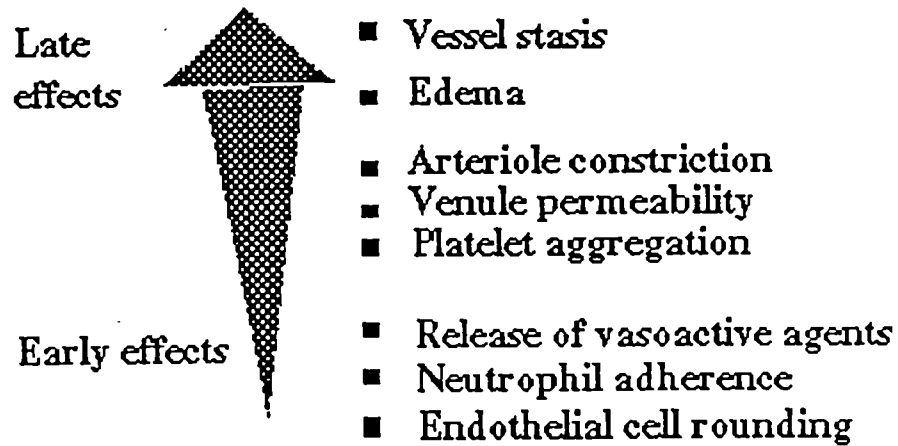 Late
effects
Early effects
■ Vessel stasis
■ Edema
■ Arteriole constriction
■ Venule permeability
■ Platelet aggregation
■ Release of vasoactive agents
■ Neutrophil adherence
■ Endothelial cell rounding